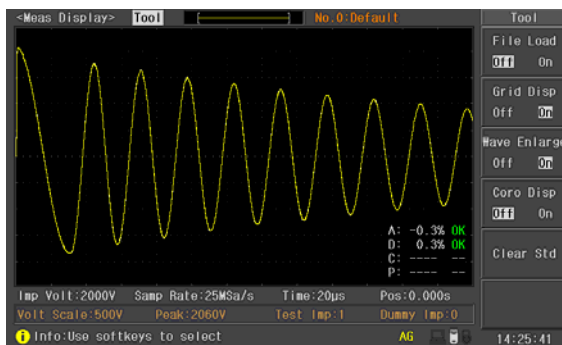 <Meas Display> Tool No.0:Default
Tool
File Load
Off On
Grid Disp
Off On
Wave Enlarge
Off On
Coro Disp
Off On
Clear Std
A: -0.3% OK
D: 0.3% OK
C: ---- --
P: ---- --
Imp Volt:2000V Samp Rate:25MSa/s Time:20µs Pos:0.000s
Volt Scale:500V Peak:2060V Test Imp:1 Dummy Imp:0
Info:Use softkeys to select AG 14:25:41